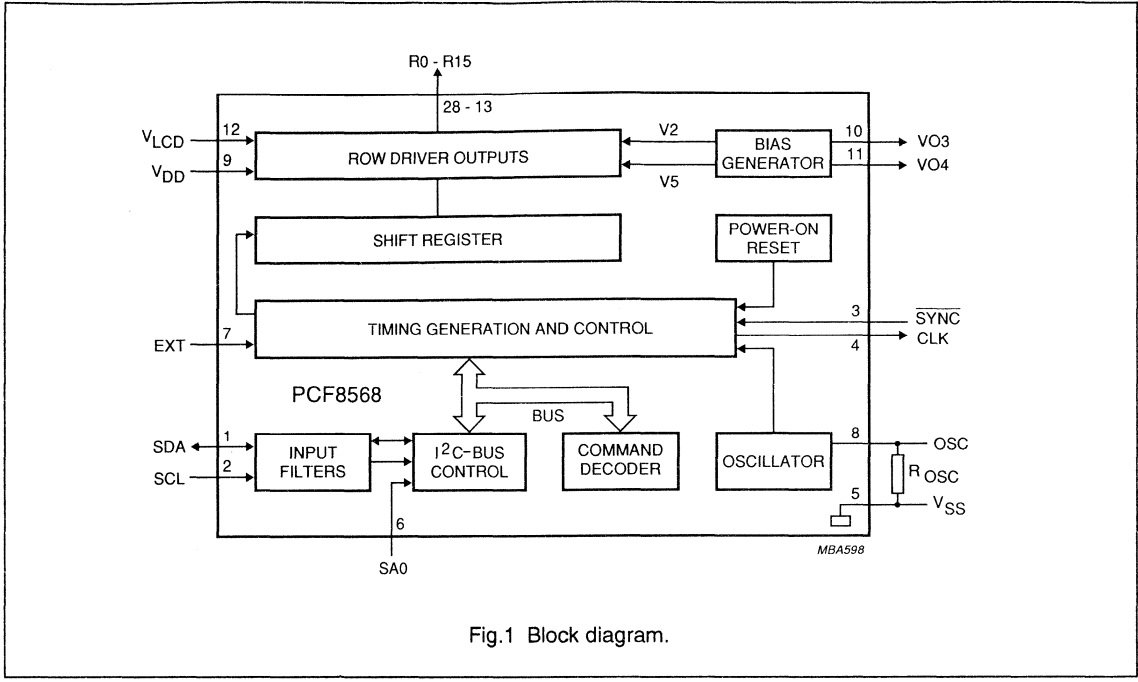 R0 - R15
28 - 13
VLCD 12
9
VDD
ROW DRIVER OUTPUTS
V2
V5
BIAS
GENERATOR
10 VO3
11 VO4
SHIFT REGISTER
POWER-ON
RESET
TIMING GENERATION AND CONTROL
3 SYNC
4 CLK
7
EXT
PCF8568
BUS
SDA 1
SCL 2
INPUT
FILTERS
I2C-BUS
CONTROL
COMMAND
DECODER
OSCILLATOR
8 OSC
ROSC
5 VSS
6
SA0
MBA598
Fig.1 Block diagram.